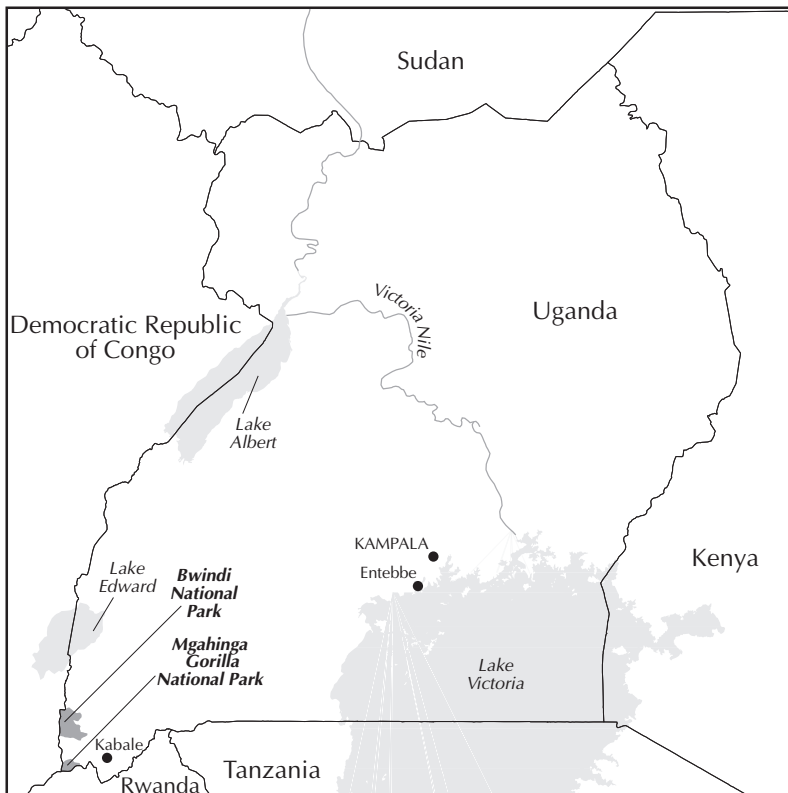 Sudan
Democratic Republic
of Congo
Victoria Nile
Uganda
Lake
Albert
KAMPALA
Entebbe
Kenya
Lake
Edward
Bwindi
National
Park
Mgahinga
Gorilla
National Park
Lake
Victoria
Kabale
Rwanda
Tanzania